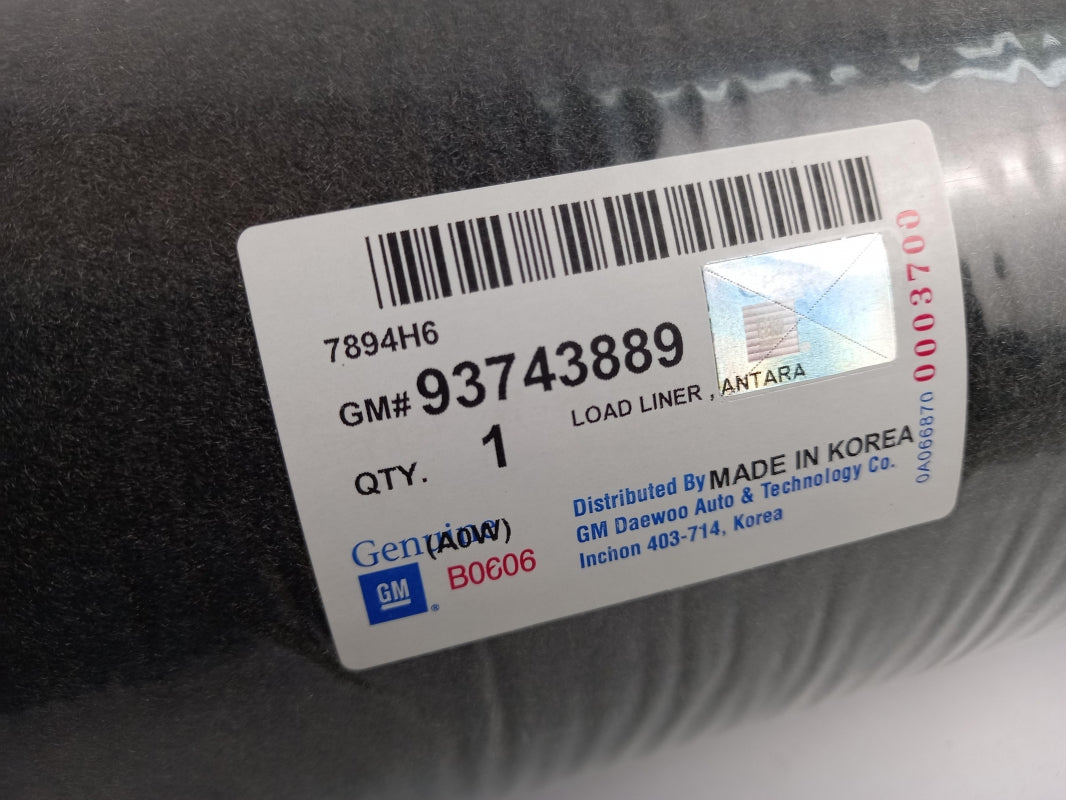 7894H6
GM# 93743889
LOAD LINER , ANTARA
QTY. 1
MADE IN KOREA
Distributed By
GM Daewoo Auto & Technology Co.
Inchon 403-714, Korea
Genuine
(A0W)
GM ®
B0606
0A066870 0003700